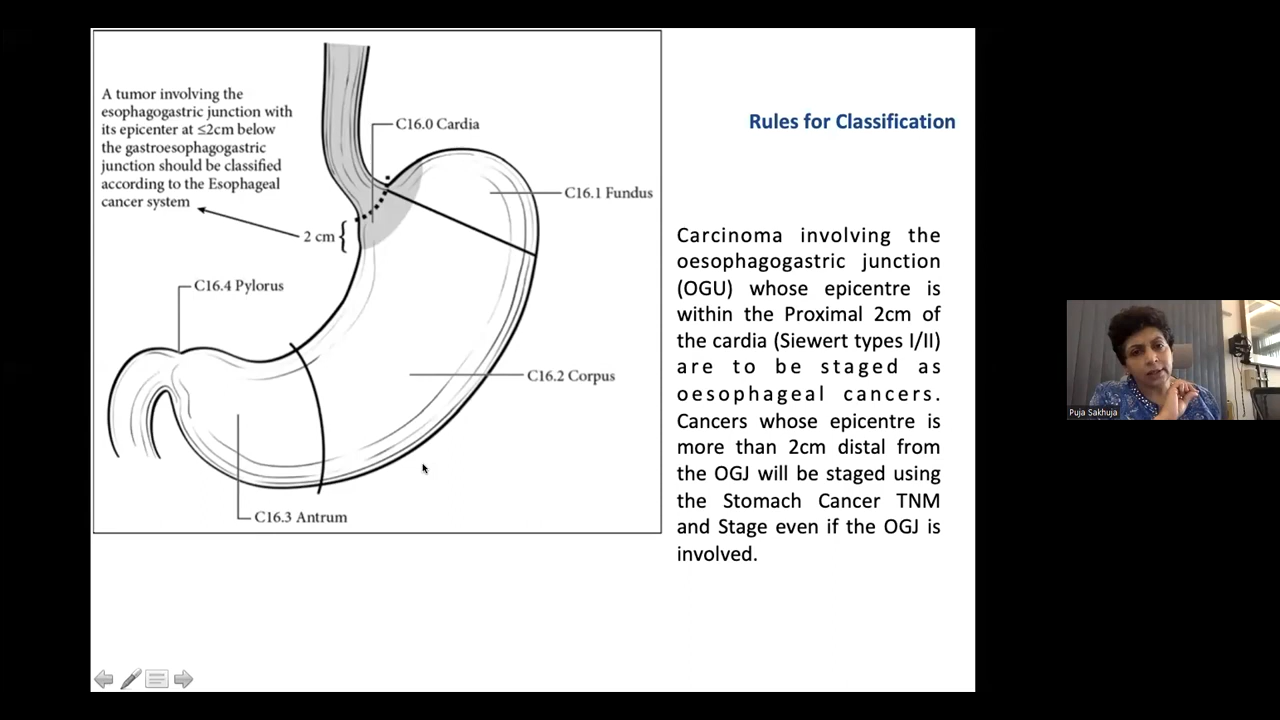 A tumor involving the
esophagogastric junction with
its epicenter at ≤2cm below
the gastroesophagogastric
junction should be classified
according to the Esophageal
cancer system
C16.0 Cardia
C16.1 Fundus
2 cm
C16.4 Pylorus
C16.2 Corpus
C16.3 Antrum
Rules for Classification
Carcinoma involving the
oesophagogastric junction
(OGU) whose epicentre is
within the Proximal 2cm of
the cardia (Siewert types I/II)
are to be staged as
oesophageal cancers.
Cancers whose epicentre is
more than 2cm distal from
the OGJ will be staged using
the Stomach Cancer TNM
and Stage even if the OGJ is
involved.
Puja Sakhuja